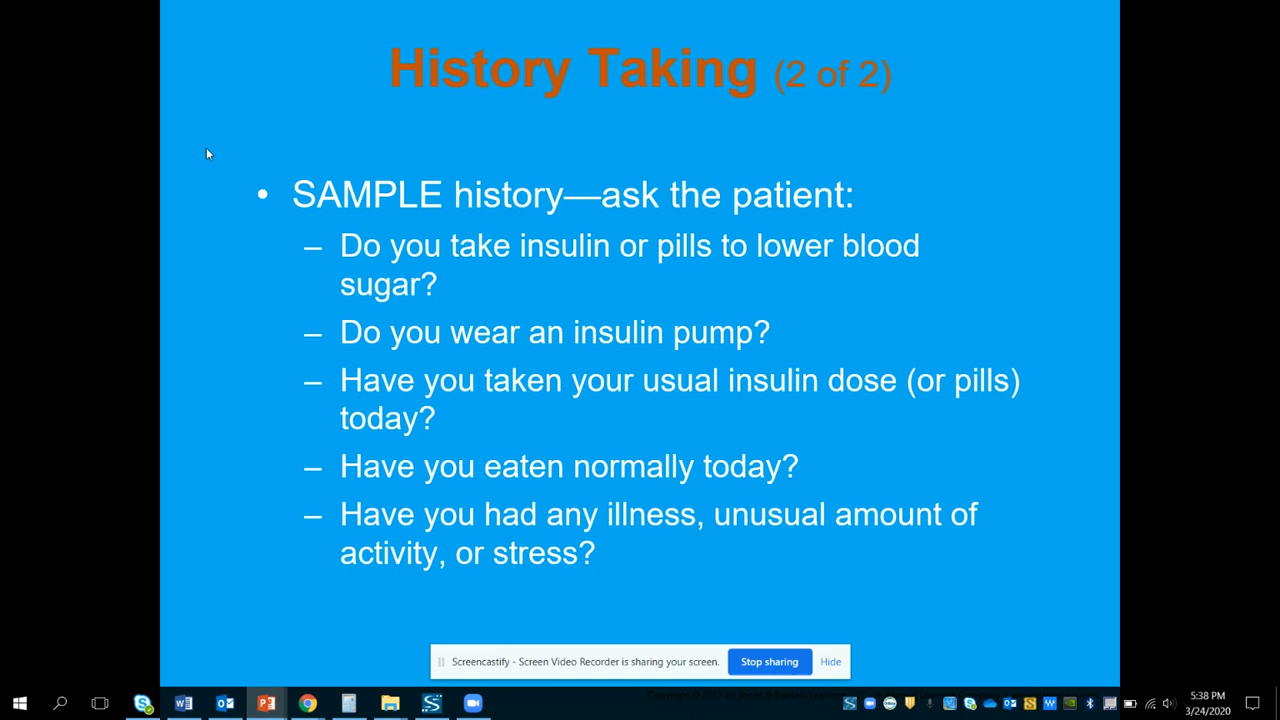 History Taking (2 of 2)
• SAMPLE history—ask the patient:
– Do you take insulin or pills to lower blood
sugar?
– Do you wear an insulin pump?
– Have you taken your usual insulin dose (or pills)
today?
– Have you eaten normally today?
– Have you had any illness, unusual amount of
activity, or stress?
Screencastify - Screen Video Recorder is sharing your screen. Stop sharing Hide
5:38 PM
3/24/2020